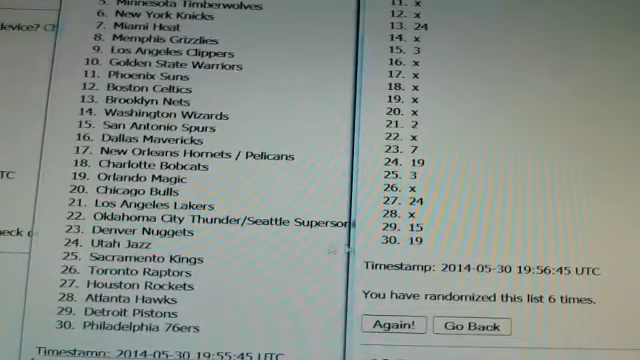 device? C
TC
eck
5. Minnesota Timberwolves
6. New York Knicks
7. Miami Heat
8. Memphis Grizzlies
9. Los Angeles Clippers
10. Golden State Warriors
11. Phoenix Suns
12. Boston Celtics
13. Brooklyn Nets
14. Washington Wizards
15. San Antonio Spurs
16. Dallas Mavericks
17. New Orleans Hornets / Pelicans
18. Charlotte Bobcats
19. Orlando Magic
20. Chicago Bulls
21. Los Angeles Lakers
22. Oklahoma City Thunder/Seattle Superson
23. Denver Nuggets
24. Utah Jazz
25. Sacramento Kings
26. Toronto Raptors
27. Houston Rockets
28. Atlanta Hawks
29. Detroit Pistons
30. Philadelphia 76ers
Timestamp: 2014-05-30 19:55:45 UTC
11. x
12. x
13. 24
14. x
15. 3
16. x
17. x
18. x
19. x
20. x
21. 2
22. x
23. 7
24. 19
25. 3
26. x
27. 24
28. x
29. 15
30. 19
Timestamp: 2014-05-30 19:56:45 UTC
You have randomized this list 6 times.
Again! Go Back